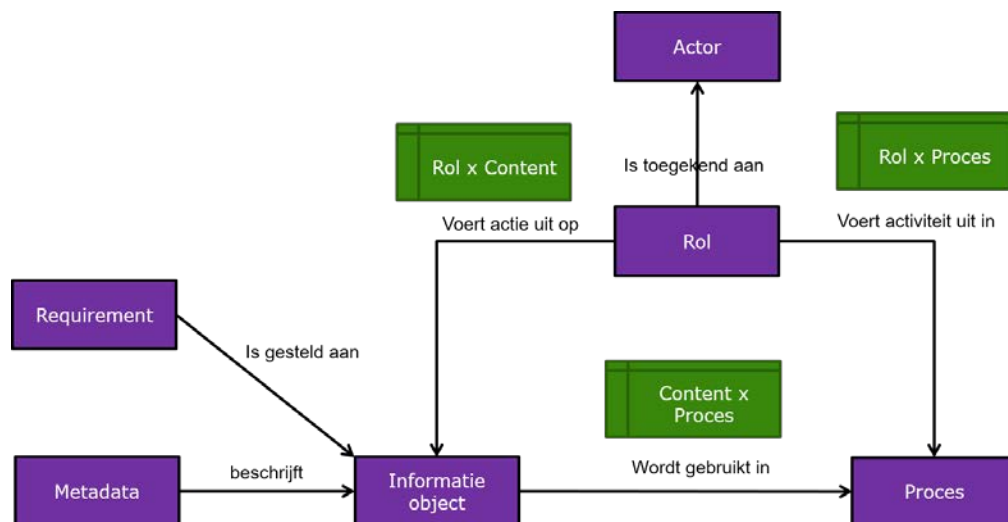 Actor
Rol x Content
Rol x Proces
Is toegekend aan
Voert actie uit op
Rol
Voert activiteit uit in
Requirement
Is gesteld aan
Content x
Proces
Metadata
beschrijft
Informatie
object
Wordt gebruikt in
Proces